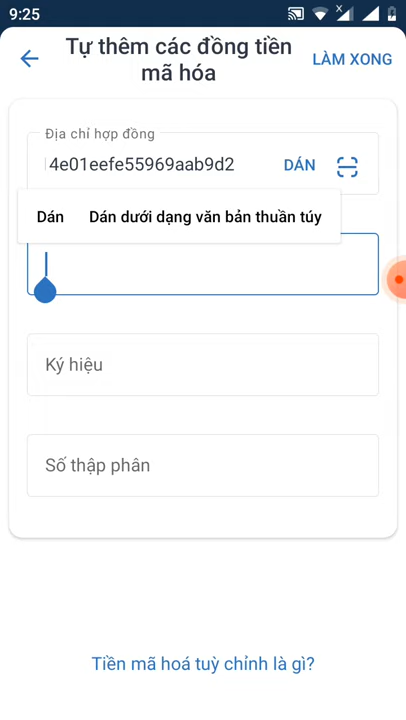 9:25
Tự thêm các đồng tiền
mã hóa
LÀM XONG
Địa chỉ hợp đồng
4e01eefe55969aab9d2
DÁN
Dán
Dán dưới dạng văn bản thuần túy
Ký hiệu
Số thập phân
Tiền mã hoá tuỳ chỉnh là gì?